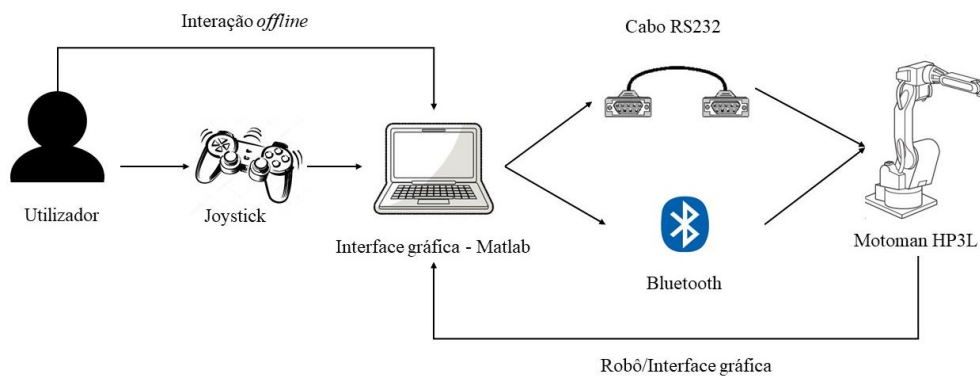 Interação offline
Cabo RS232
Utilizador
Joystick
Interface gráfica - Matlab
Bluetooth
Motoman HP3L
Robô/Interface gráfica